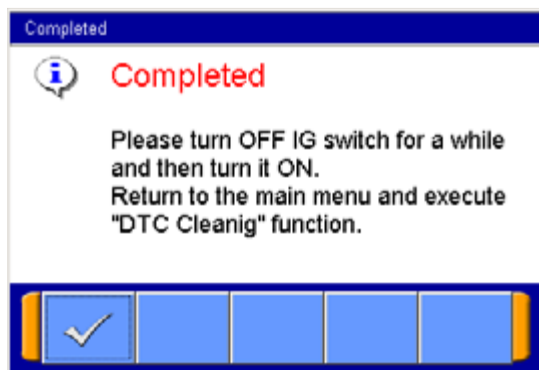 Completed
Completed
Please turn OFF IG switch for a while
and then turn it ON.
Return to the main menu and execute
"DTC Cleanig" function.